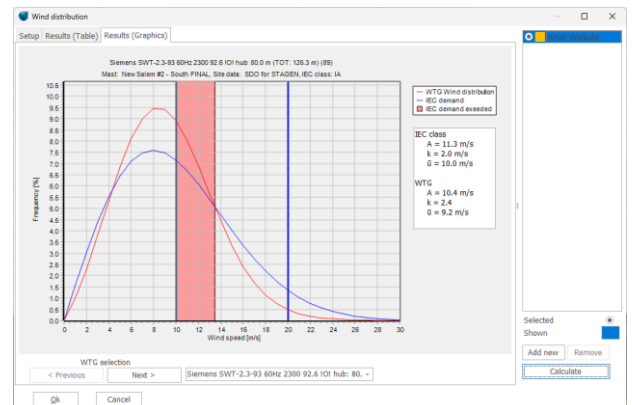 Wind distribution
Setup Results (Table) Results (Graphics)
Siemens SWT-2.3-93 60Hz 2300 92.6 !O! hub: 80.0 m (TOT: 126.3 m) (89)
Mast: New Salem #2 - South FINAL, Site data: SDO for STAGEN, IEC class: IA
10.5
10.0
9.5
9.0
8.5
8.0
7.5
7.0
6.5
6.0
5.5
5.0
4.5
4.0
3.5
3.0
2.5
2.0
1.5
1.0
0.5
0.0
Frequency [%]
0 2 4 6 8 10 12 14 16 18 20 22 24 26 28 30
Wind speed [m/s]
WTG Wind distribution
IEC demand
IEC demand exeeded
IEC class
A = 11.3 m/s
k = 2.0 m/s
ū = 10.0 m/s
WTG
A = 10.4 m/s
k = 2.4
ū = 9.2 m/s
Selected
Shown
Add new Remove
Calculate
WTG selection
< Previous Next > Siemens SWT-2.3-93 60Hz 2300 92.6 !O! hub: 80.
Ok Cancel